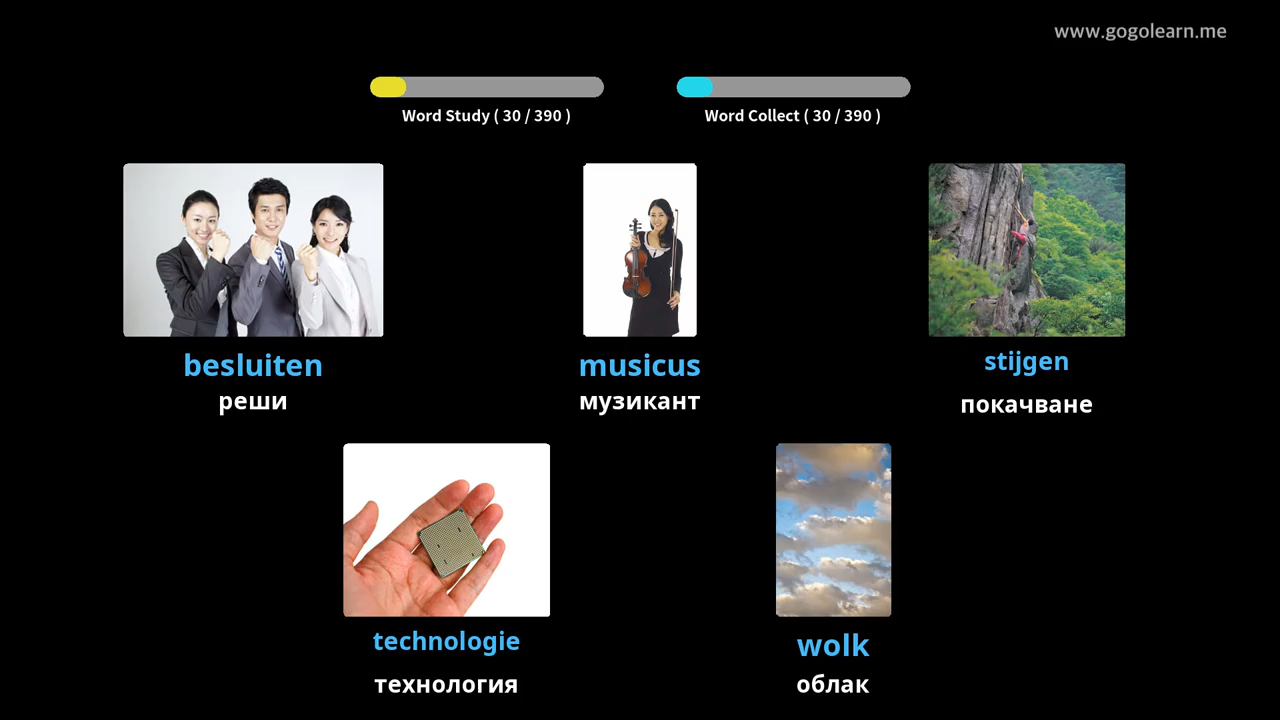 www.gogolearn.me
Word Study ( 30 / 390 )
Word Collect ( 30 / 390 )
besluiten
реши
musicus
музикант
stijgen
покачване
technologie
технология
wolk
облак